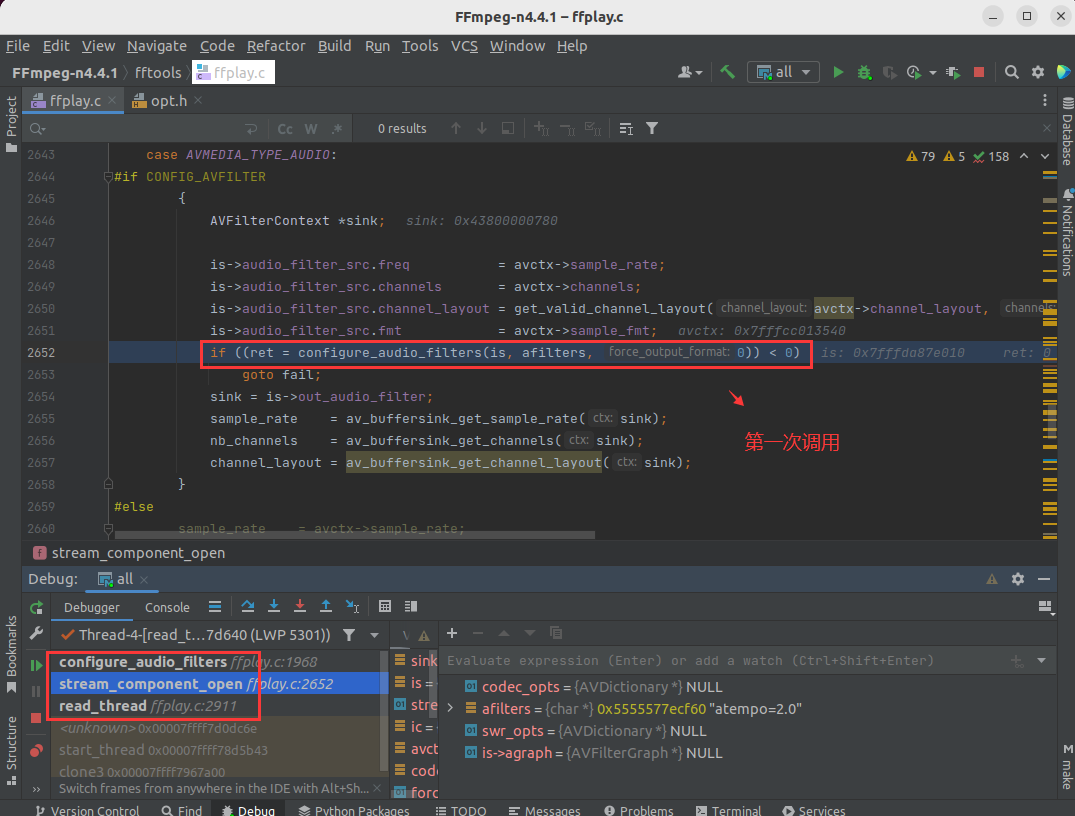 FFmpeg-n4.4.1 – ffplay.c
File Edit View Navigate Code Refactor Build Run Tools VCS Window Help
FFmpeg-n4.4.1 fftools ffplay.c all
Project
ffplay.c opt.h
Cc W .* 0 results
2643 case AVMEDIA_TYPE_AUDIO:
79 5 158
2644 #if CONFIG_AVFILTER
2645 {
2646 AVFilterContext *sink; sink: 0x43800000780
2647
2648 is->audio_filter_src.freq = avctx->sample_rate;
2649 is->audio_filter_src.channels = avctx->channels;
2650 is->audio_filter_src.channel_layout = get_valid_channel_layout( channel_layout: avctx->channel_layout, channels:
2651 is->audio_filter_src.fmt = avctx->sample_fmt; avctx: 0x7fffcc013540
2652 if ((ret = configure_audio_filters(is, afilters, force_output_format: 0)) < 0) is: 0x7fffda87e010 ret: 0
2653 goto fail;
2654 sink = is->out_audio_filter;
2655 sample_rate = av_buffersink_get_sample_rate( ctx: sink);
2656 nb_channels = av_buffersink_get_channels( ctx: sink);
2657 channel_layout = av_buffersink_get_channel_layout( ctx: sink);
2658 }
2659 #else
2660 sample_rate = avctx->sample_rate;
第一次调用
Database
Notifications
make
stream_component_open
Debug: all
Debugger Console
Thread-4-[read_t...7d640 (LWP 5301)]
configure_audio_filters ffplay.c:1968
stream_component_open ffplay.c:2652
read_thread ffplay.c:2911
<unknown> 0x00007ffff7d0dc6e
start_thread 0x00007ffff78d5b43
clone3 0x00007ffff7967a00
Switch frames from anywhere in the IDE with Alt+Sh...
sink
is =
stre
ic =
avct
code
forc
Evaluate expression (Enter) or add a watch (Ctrl+Shift+Enter)
codec_opts = {AVDictionary *} NULL
afilters = {char *} 0x5555577ecf60 "atempo=2.0"
swr_opts = {AVDictionary *} NULL
is->agraph = {AVFilterGraph *} NULL
Bookmarks
Structure
Version Control Find Debug Python Packages TODO Messages Problems Terminal Services